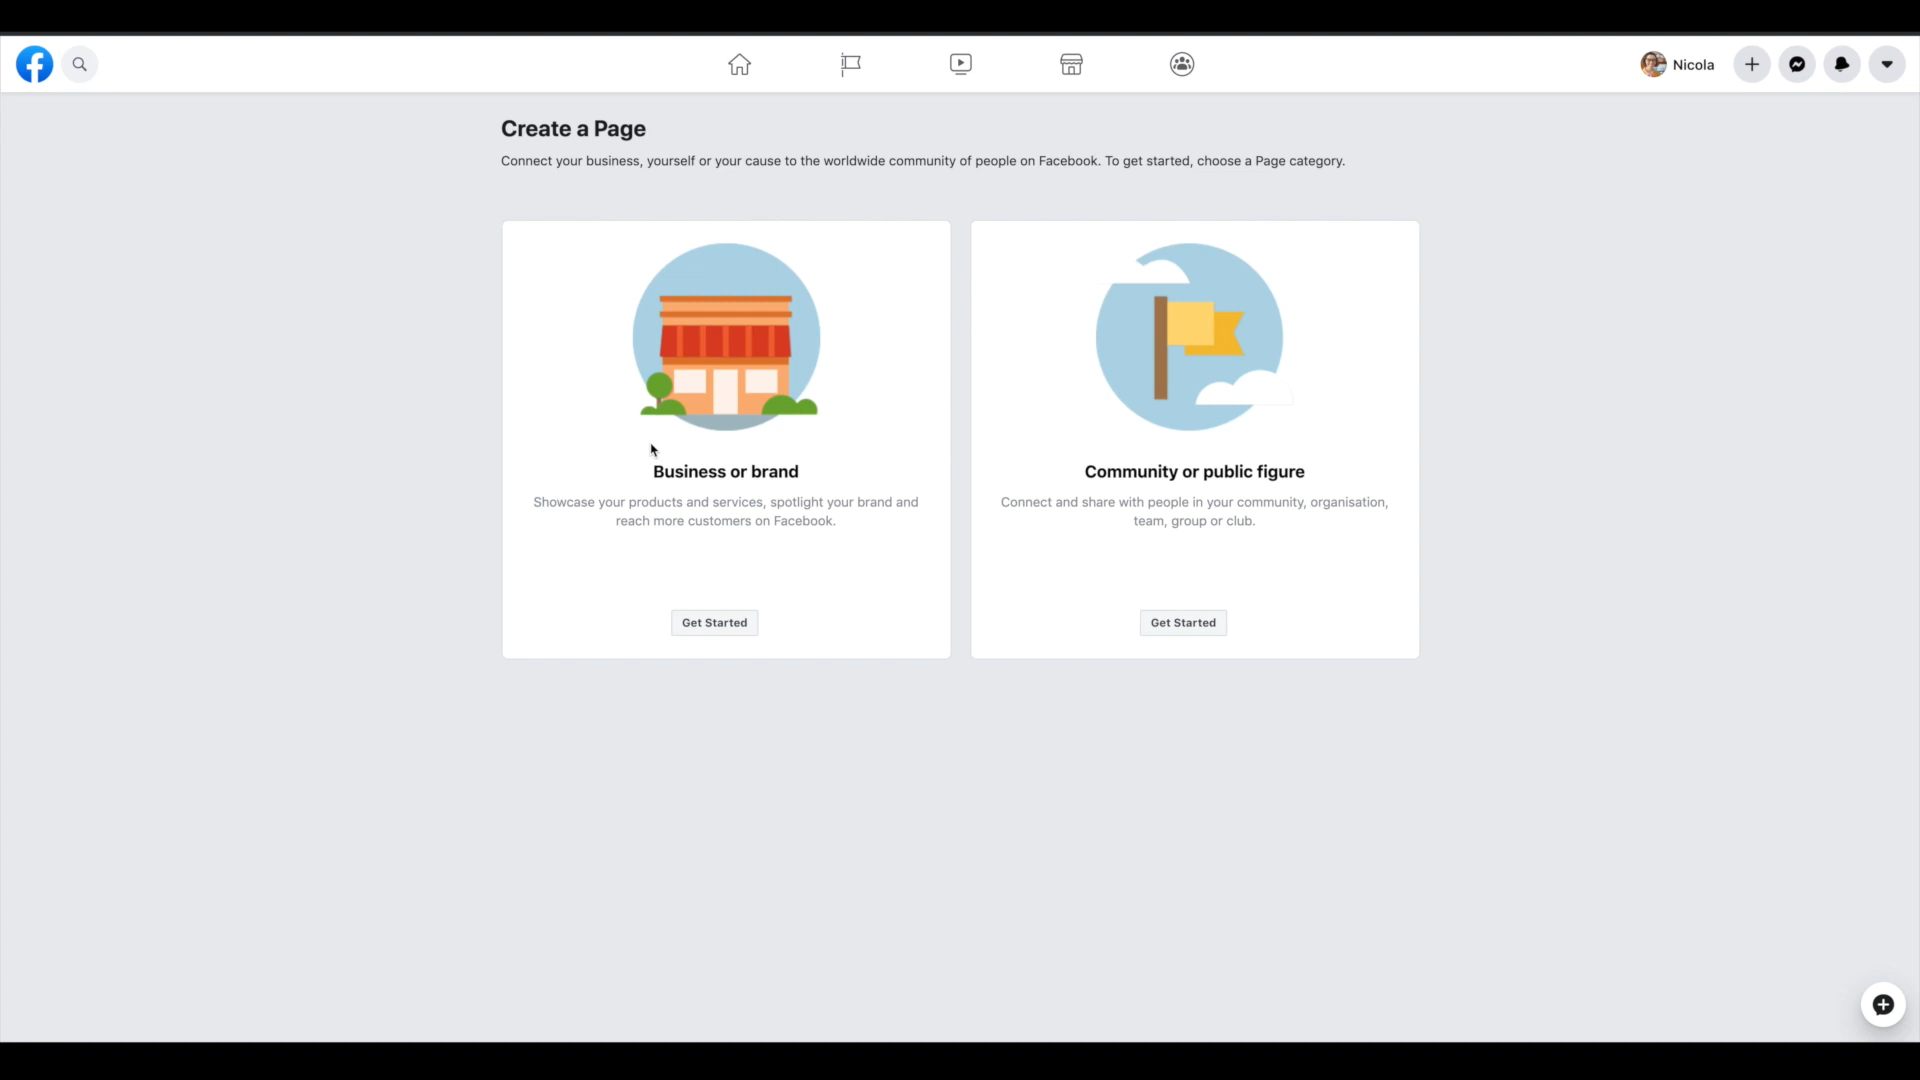 Nicola
Create a Page
Connect your business, yourself or your cause to the worldwide community of people on Facebook. To get started, choose a Page category.
Business or brand
Showcase your products and services, spotlight your brand and
reach more customers on Facebook.
Get Started
Community or public figure
Connect and share with people in your community, organisation,
team, group or club.
Get Started